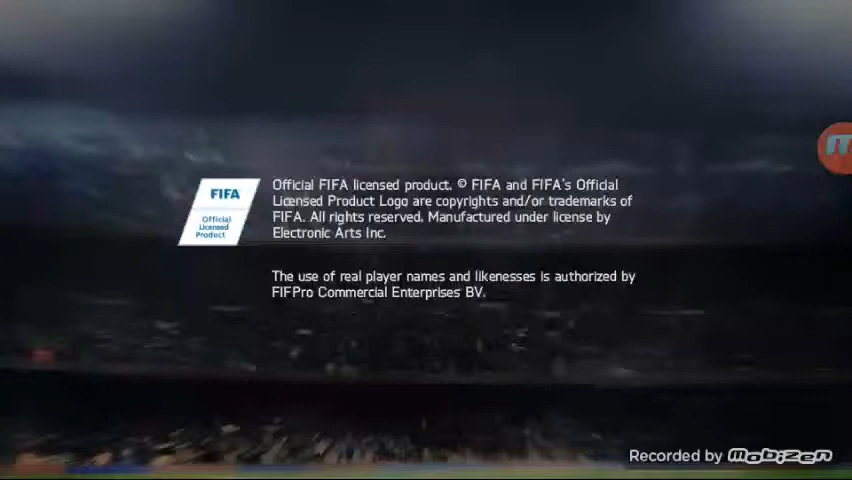 FIFA
Official
Licensed
Product
Official FIFA licensed product. © FIFA and FIFA's Official
Licensed Product Logo are copyrights and/or trademarks of
FIFA. All rights reserved. Manufactured under license by
Electronic Arts Inc.
The use of real player names and likenesses is authorized by
FIFPro Commercial Enterprises BV.
Recorded by Mobizen